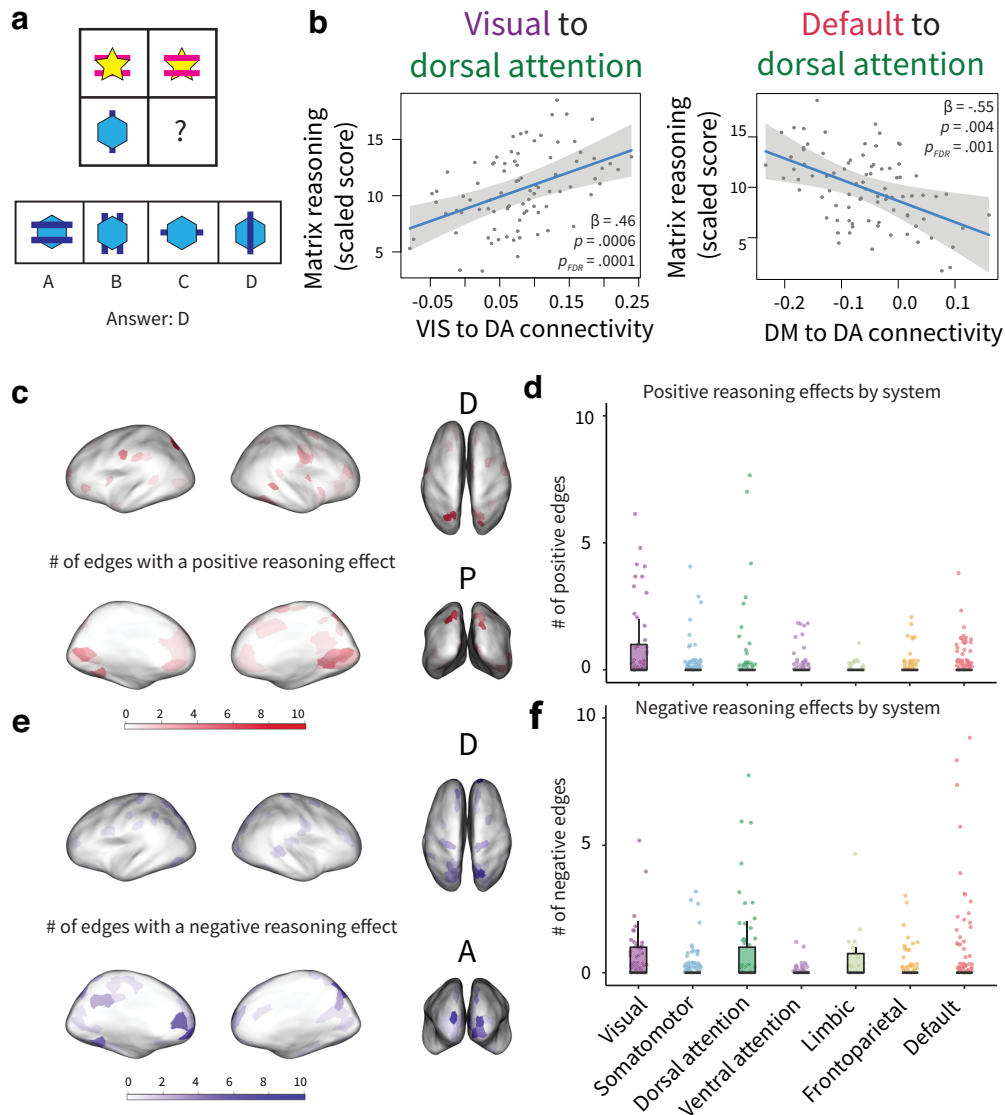 a
?
A B C D
Answer: D
b
Visual to
dorsal attention
Matrix reasoning
(scaled score)
15
10
5
β = .46
p = .0006
pFDR = .0001
-0.05 0.05 0.15 0.25
VIS to DA connectivity
Default to
dorsal attention
Matrix reasoning
(scaled score)
15
10
5
β = -.55
p = .004
pFDR = .001
-0.2 -0.1 0.0 0.1
DM to DA connectivity
c
D
# of edges with a positive reasoning effect
P
0 2 4 6 8 10
d
Positive reasoning effects by system
# of positive edges
10
5
0
e
D
# of edges with a negative reasoning effect
A
0 2 4 6 8 10
f
Negative reasoning effects by system
# of negative edges
10
5
0
Visual
Somatomotor
Dorsal attention
Ventral attention
Limbic
Frontoparietal
Default